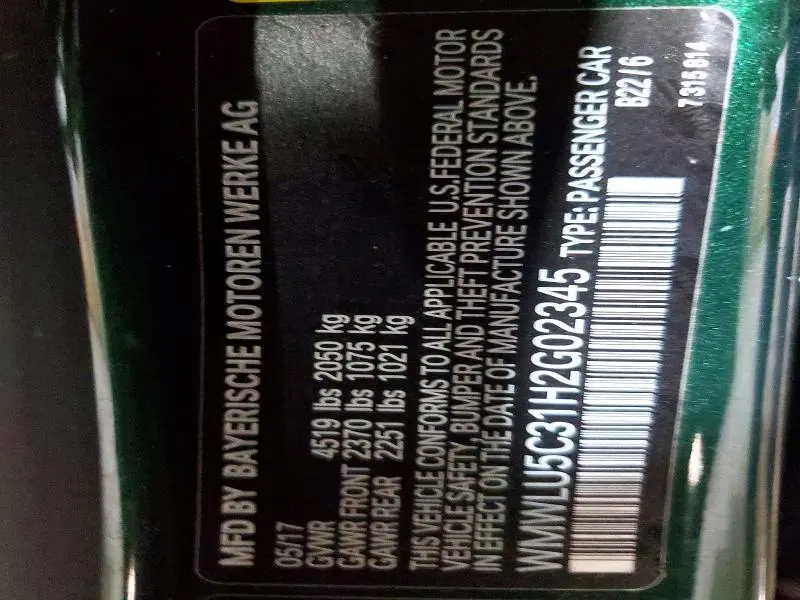 MFD BY BAYERISCHE MOTOREN WERKE AG
05/17
GVWR 4519 lbs 2050 kg
GAWR FRONT 2370 lbs 1075 kg
GAWR REAR 2251 lbs 1021 kg
THIS VEHICLE CONFORMS TO ALL APPLICABLE U.S.FEDERAL MOTOR
VEHICLE SAFETY, BUMPER AND THEFT PREVENTION STANDARDS
IN EFFECT ON THE DATE OF MANUFACTURE SHOWN ABOVE.
WMWLU5C31H2G02345 TYPE: PASSENGER CAR
B22/6
7315814